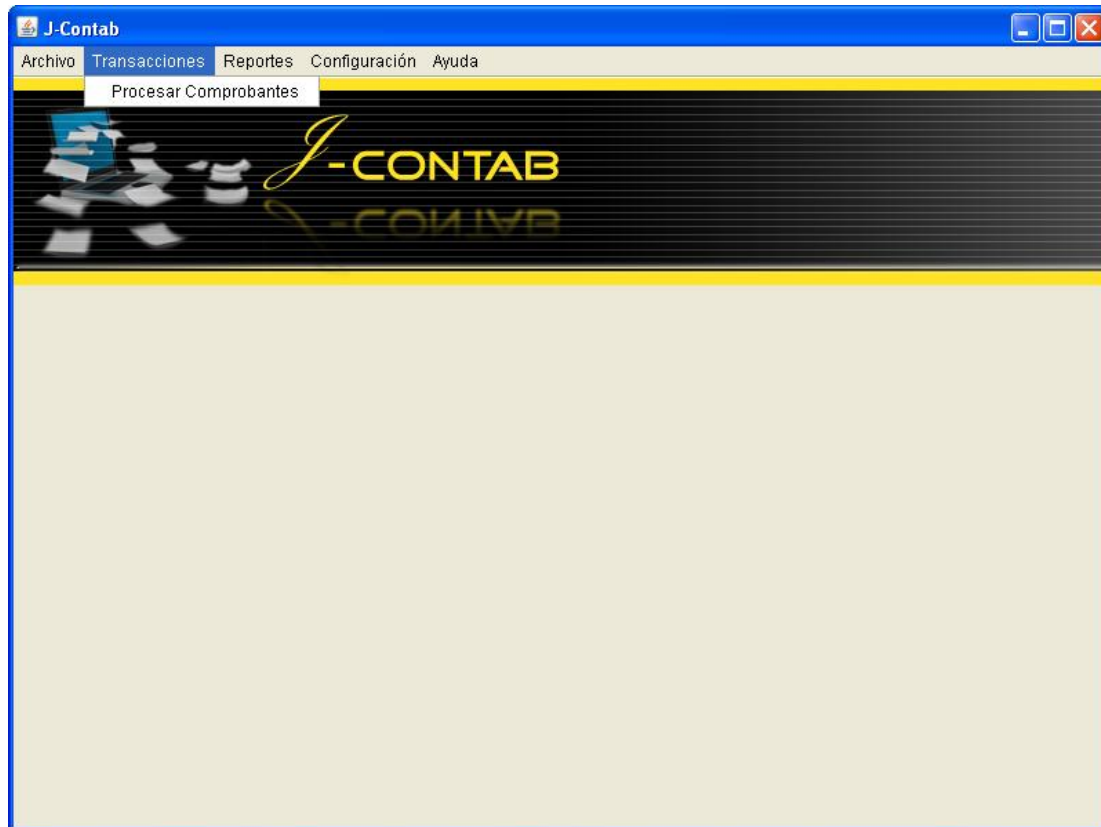 J-Contab
Archivo Transacciones Reportes Configuración Ayuda
Procesar Comprobantes
J-CONTAB